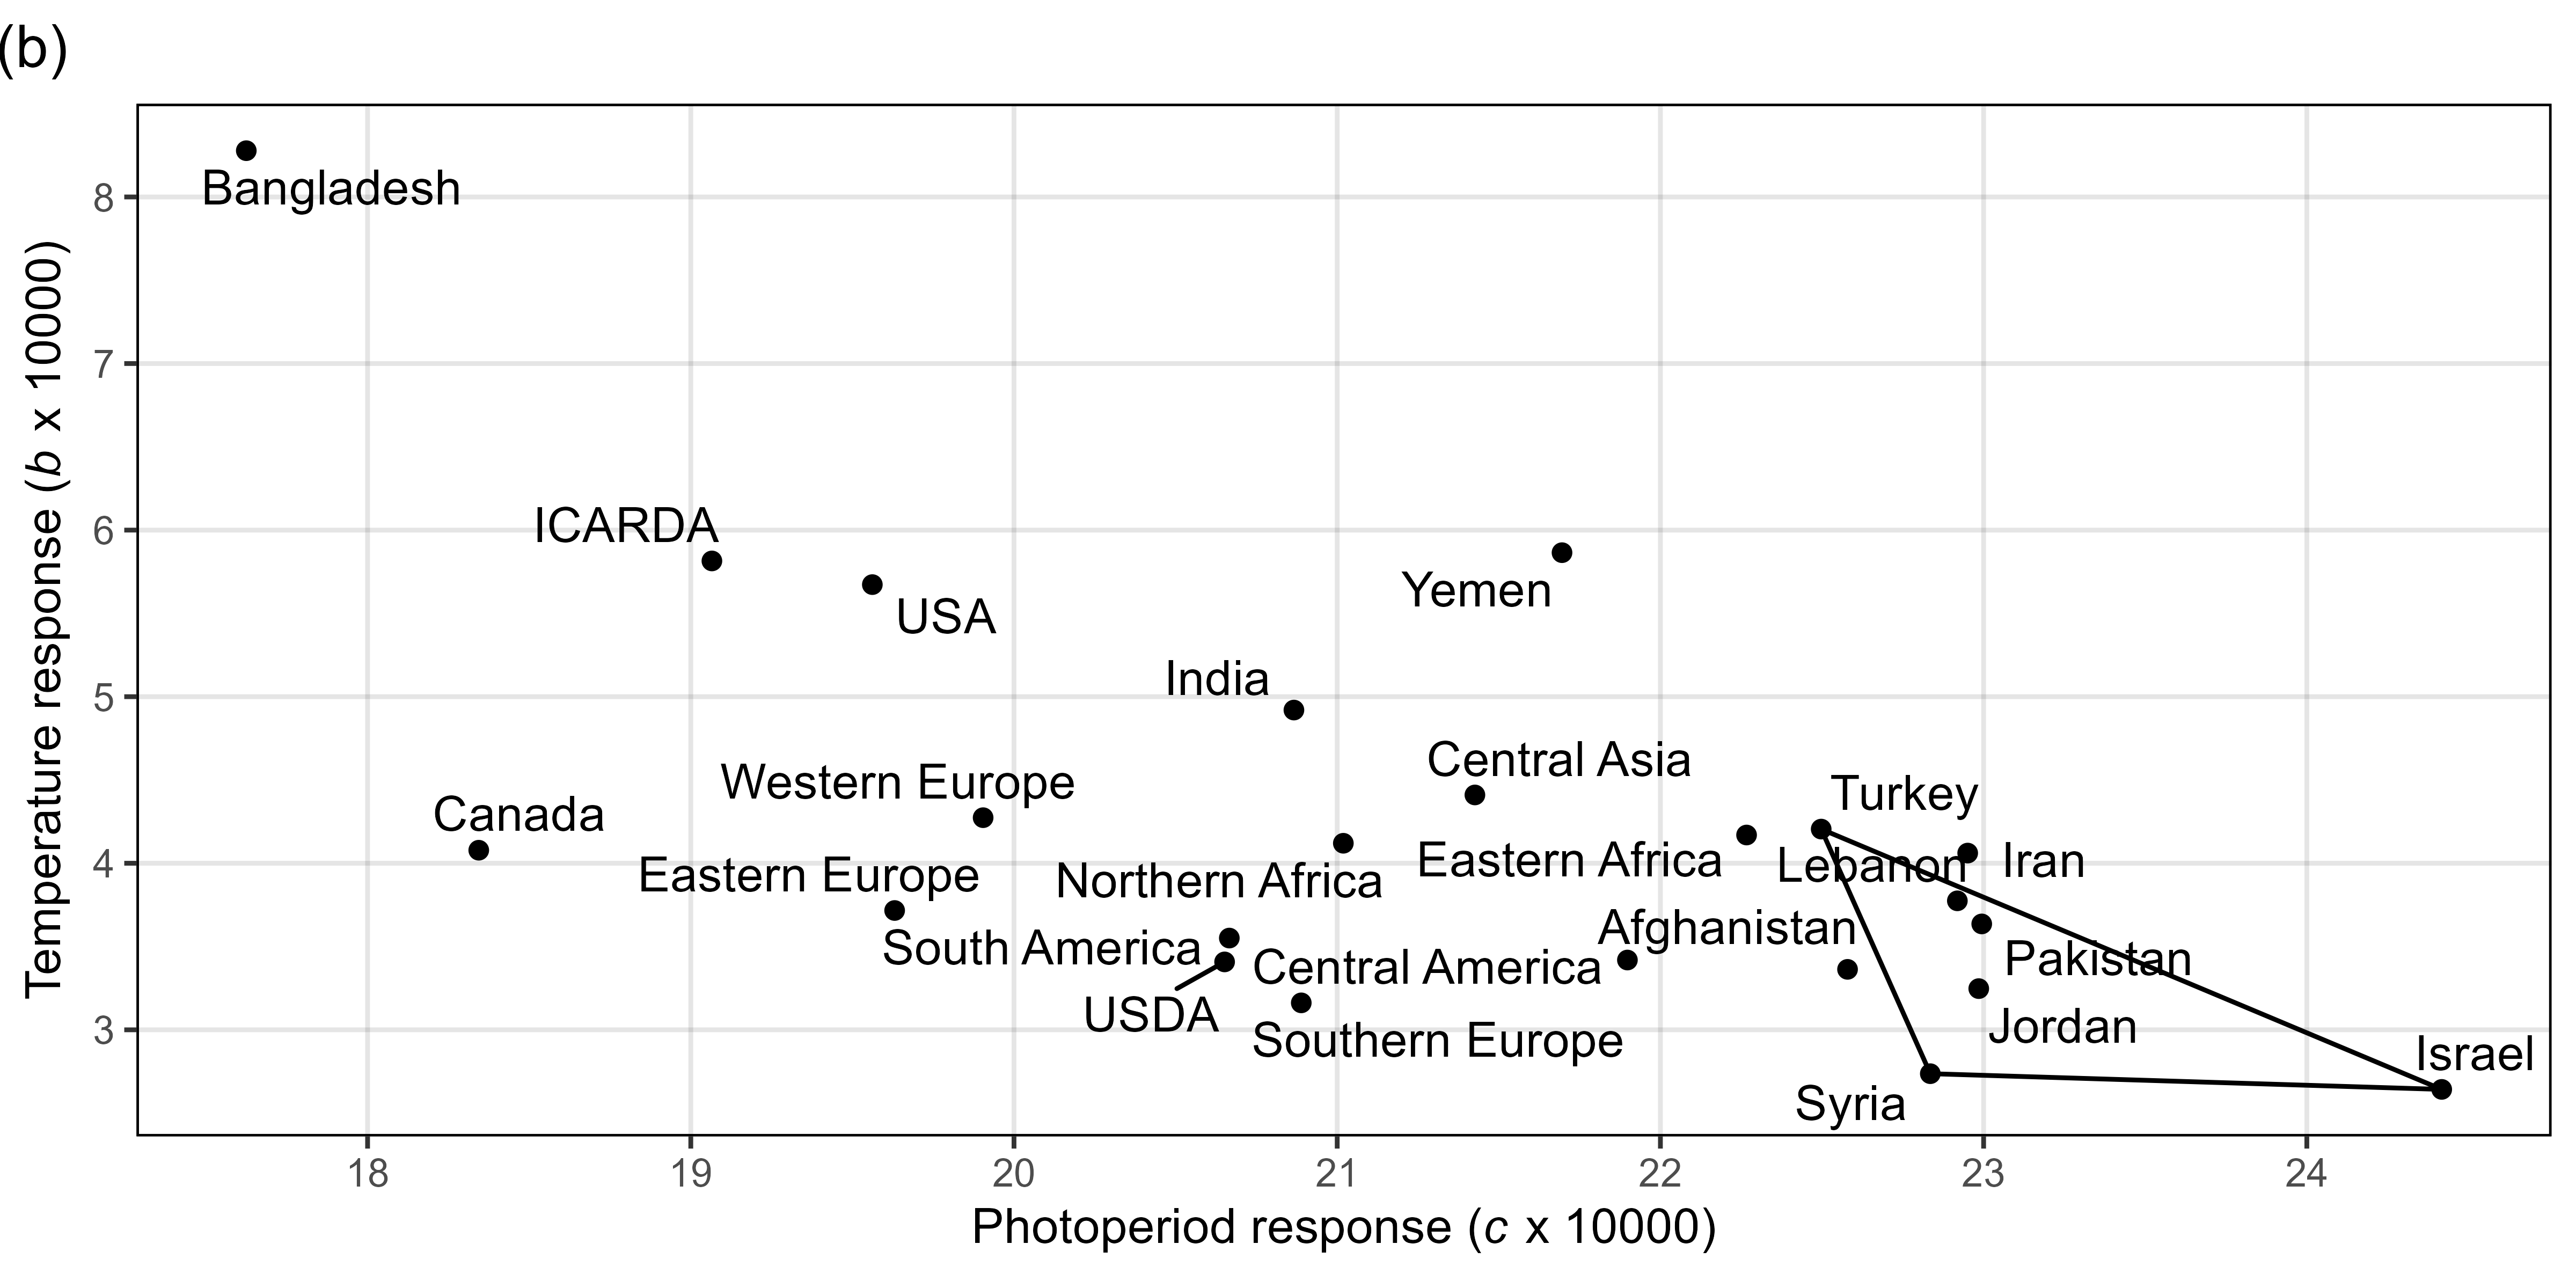 (b)
Temperature response (b x 10000)
8
7
6
5
4
3
Bangladesh
ICARDA
USA
Yemen
India
Central Asia
Western Europe
Turkey
Canada
Eastern Europe
Northern Africa
Eastern Africa
Lebanon
Iran
South America
Afghanistan
Central America
Pakistan
USDA
Southern Europe
Jordan
Israel
Syria
18
19
20
21
22
23
24
Photoperiod response (c x 10000)